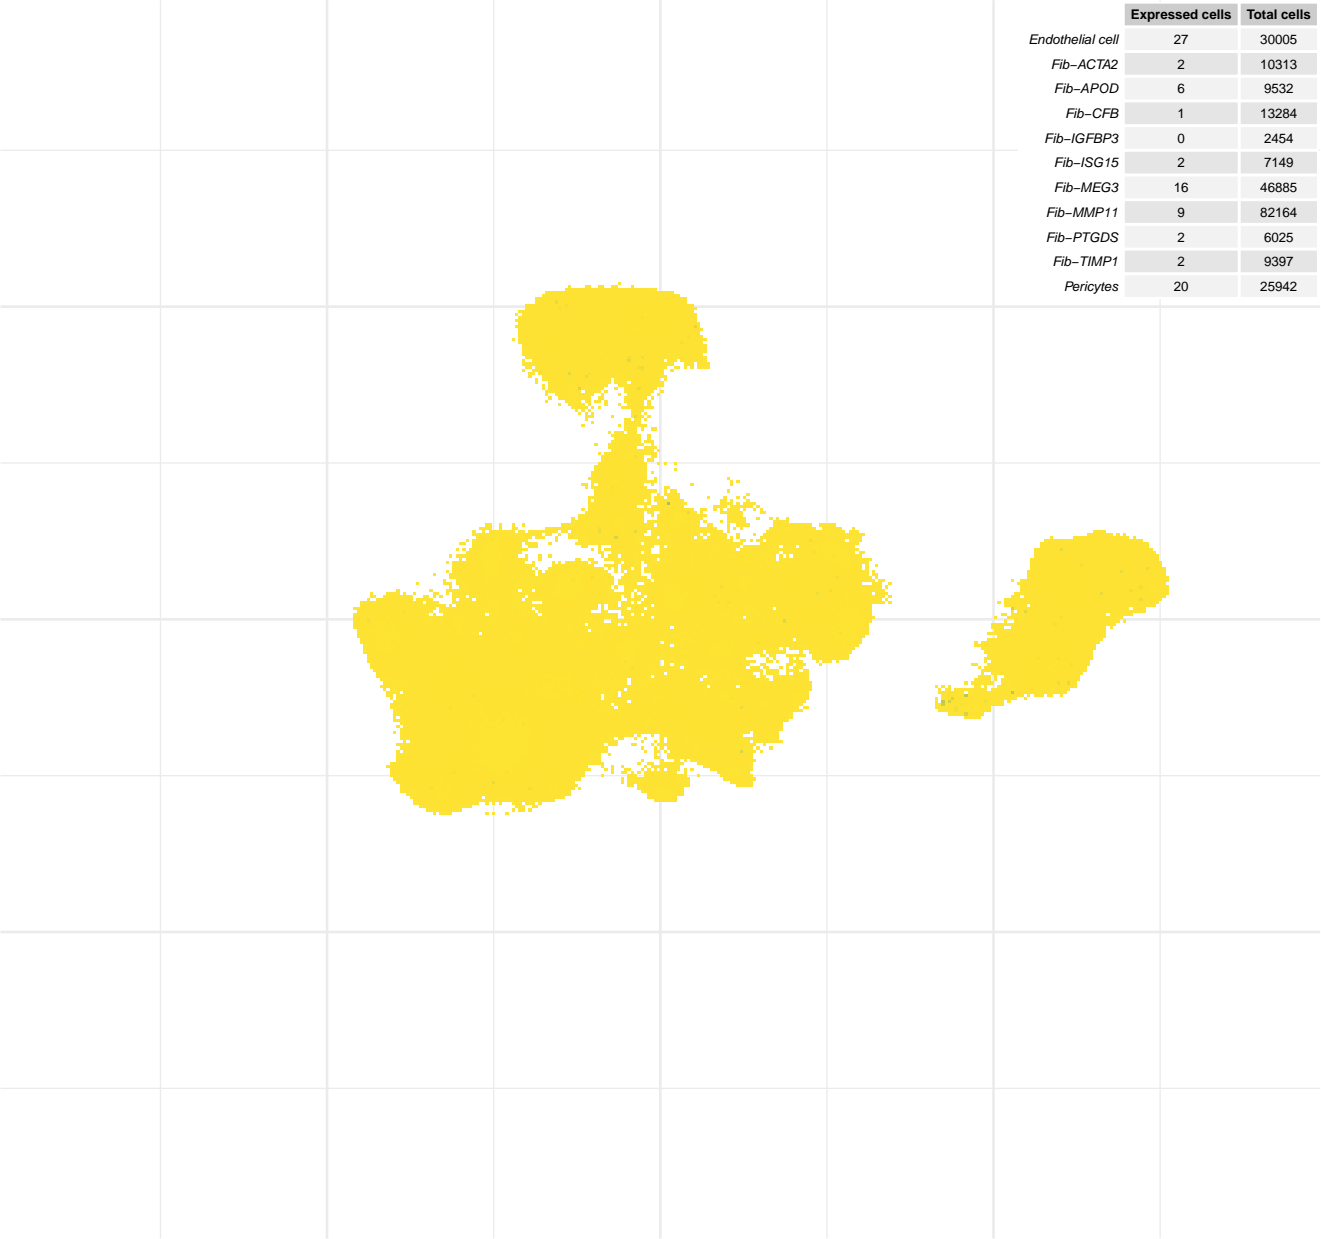 Expressed cells Total cells
Endothelial cell 27 30005
Fib−ACTA2 2 10313
Fib−APOD 6 9532
Fib−CFB 1 13284
Fib−IGFBP3 0 2454
Fib−ISG15 2 7149
Fib−MEG3 16 46885
Fib−MMP11 9 82164
Fib−PTGDS 2 6025
Fib−TIMP1 2 9397
Pericytes 20 25942